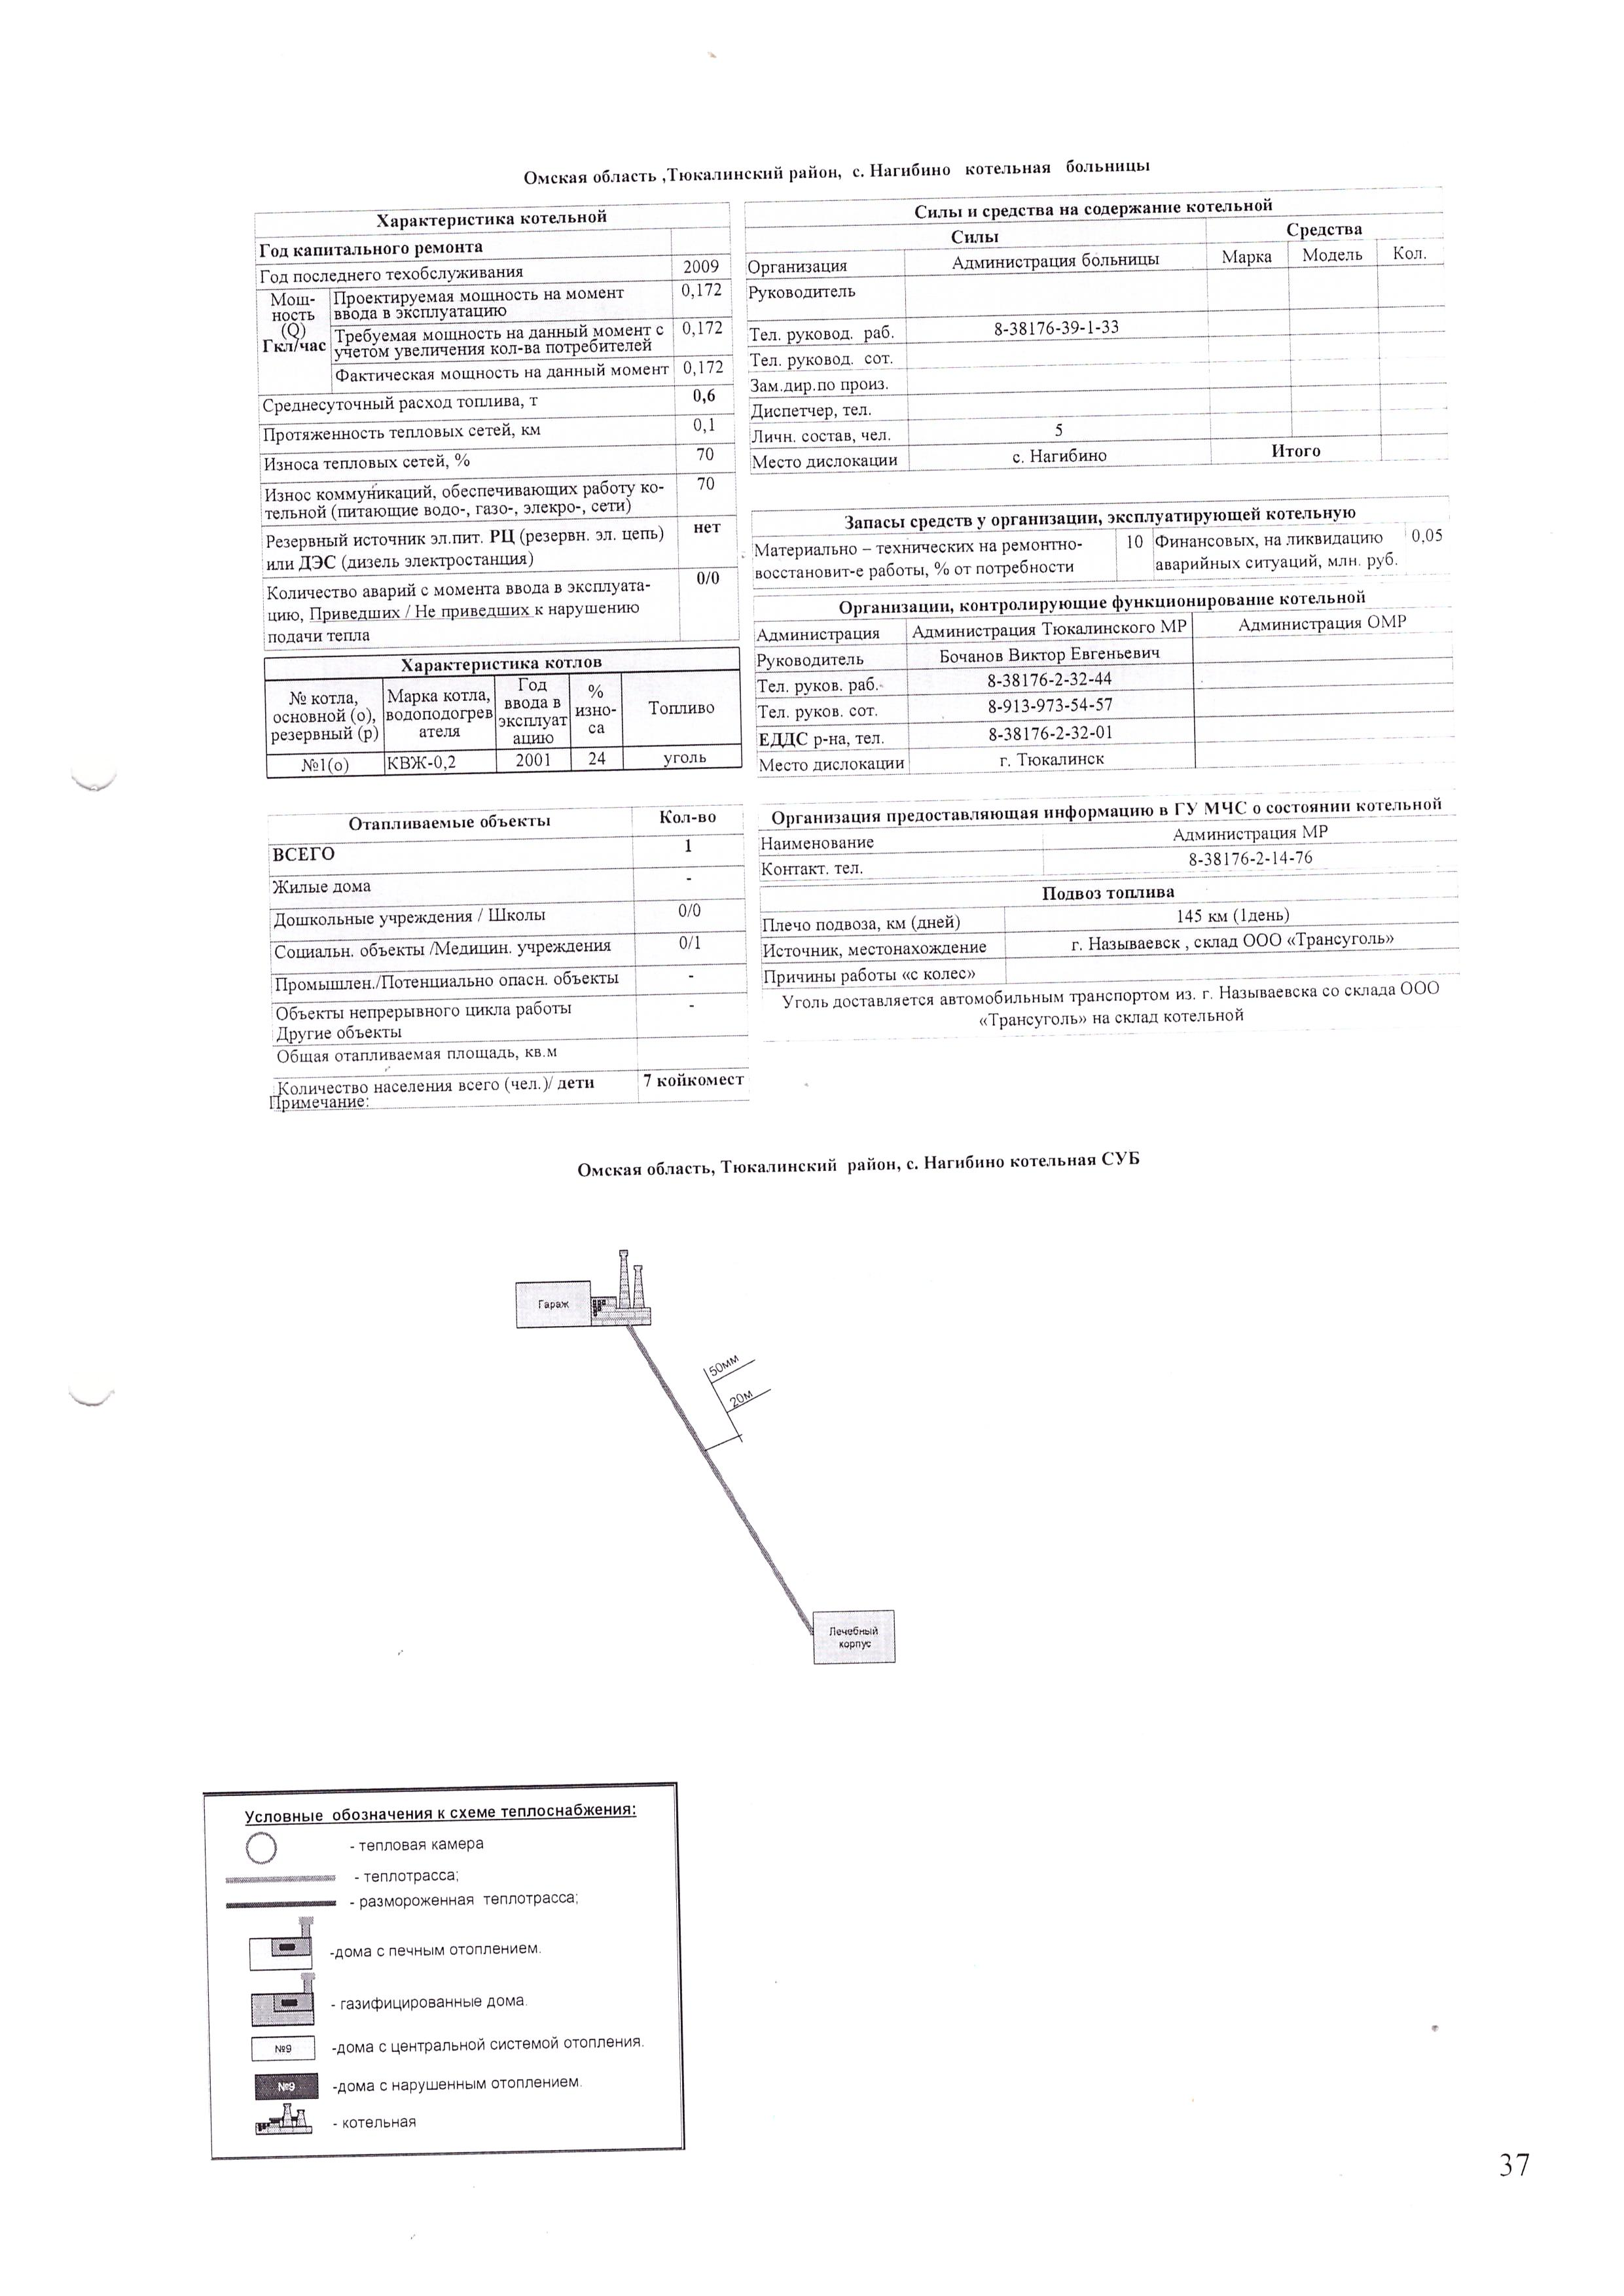 Омская область ,Тюкалинский район, с. Нагибино котельная больницы
Характеристика котельной
Год капитального ремонта
Год последнего техобслуживания 2009
Мощ-
ность
(Q)
Гкл/час
Проектируемая мощность на момент
ввода в эксплуатацию 0,172
Требуемая мощность на данный момент с
учетом увеличения кол-ва потребителей 0,172
Фактическая мощность на данный момент 0,172
Среднесуточный расход топлива, т 0,6
Протяженность тепловых сетей, км 0,1
Износа тепловых сетей, % 70
Износ коммуникаций, обеспечивающих работу ко-
тельной (питающие водо-, газо-, элекро-, сети) 70
Резервный источник эл.пит. РЦ (резервн. эл. цепь)
или ДЭС (дизель электростанция) нет
Количество аварий с момента ввода в эксплуата-
цию, Приведших / Не приведших к нарушению
подачи тепла 0/0
Характеристика котлов
№ котла,
основной (о),
резервный (р)
Марка котла,
водоподогрев
ателя
Год
ввода в
эксплуат
ацию
%
изно-
са
Топливо
№1(о) КВЖ-0,2 2001 24 уголь
Отапливаемые объекты Кол-во
ВСЕГО 1
Жилые дома -
Дошкольные учреждения / Школы 0/0
Социальн. объекты /Медицин. учреждения 0/1
Промышлен./Потенциально опасн. объекты -
Объекты непрерывного цикла работы -
Другие объекты
Общая отапливаемая площадь, кв.м
Количество населения всего (чел.)/ дети 7 койкомест
Примечание:
Силы и средства на содержание котельной
Силы Средства
Организация Администрация больницы Марка Модель Кол.
Руководитель
Тел. руковод. раб. 8-38176-39-1-33
Тел. руковод. сот.
Зам.дир.по произ.
Диспетчер, тел.
Личн. состав, чел. 5
Место дислокации с. Нагибино Итого
Запасы средств у организации, эксплуатирующей котельную
Материально – технических на ремонтно- 10 Финансовых, на ликвидацию 0,05
восстановит-е работы, % от потребности аварийных ситуаций, млн. руб.
Организации, контролирующие функционирование котельной
Администрация Администрация Тюкалинского МР Администрация ОМР
Руководитель Бочанов Виктор Евгеньевич
Тел. руков. раб. 8-38176-2-32-44
Тел. руков. сот. 8-913-973-54-57
ЕДДС р-на, тел. 8-38176-2-32-01
Место дислокации г. Тюкалинск
Организация предоставляющая информацию в ГУ МЧС о состоянии котельной
Наименование Администрация МР
Контакт. тел. 8-38176-2-14-76
Подвоз топлива
Плечо подвоза, км (дней) 145 км (1день)
Источник, местонахождение г. Называевск , склад ООО «Трансуголь»
Причины работы «с колес»
Уголь доставляется автомобильным транспортом из. г. Называевска со склада ООО
«Трансуголь» на склад котельной
Омская область, Тюкалинский район, с. Нагибино котельная СУБ
Гараж
50мм
20м
Лечебный
корпус
Условные обозначения к схеме теплоснабжения:
- тепловая камера
- теплотрасса;
- размороженная теплотрасса;
-дома с печным отоплением.
- газифицированные дома.
№9 -дома с центральной системой отопления.
№9 -дома с нарушенным отоплением.
- котельная
37